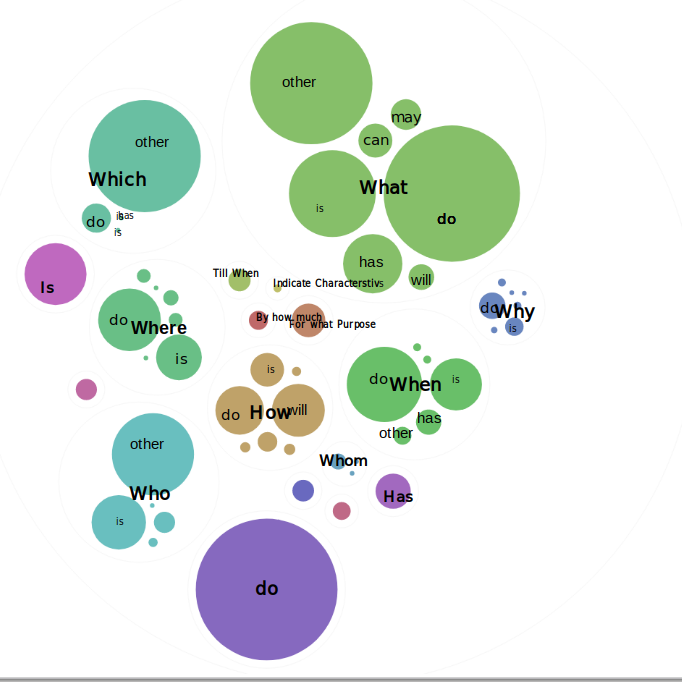 other
may
can
other
Which
What
is
do
do
has
is
is
has
Till When
will
Indicate Characterstivs
Is
do
Why
is
By how much
For what Purpose
do
Where
is
is
do
When
is
do
How
will
has
other
other
Whom
Who
Has
is
do